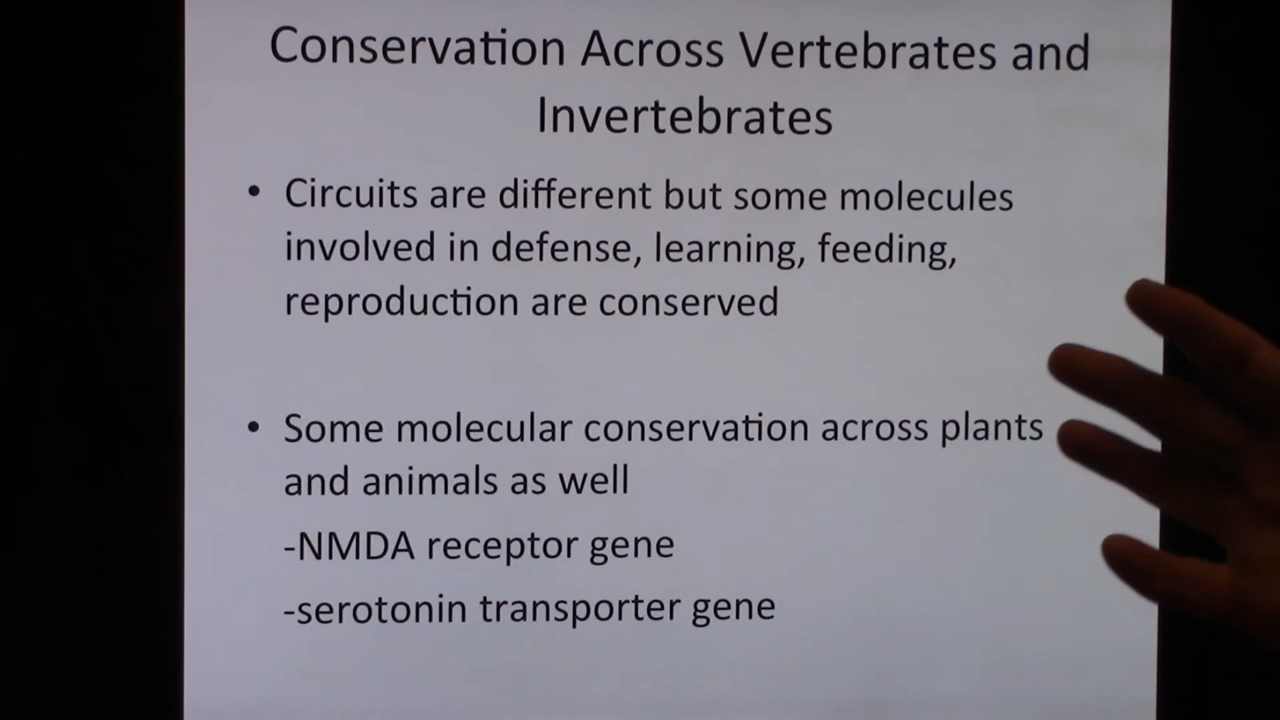 Conservation Across Vertebrates and
Invertebrates
• Circuits are different but some molecules
involved in defense, learning, feeding,
reproduction are conserved
• Some molecular conservation across plants
and animals as well
-NMDA receptor gene
-serotonin transporter gene